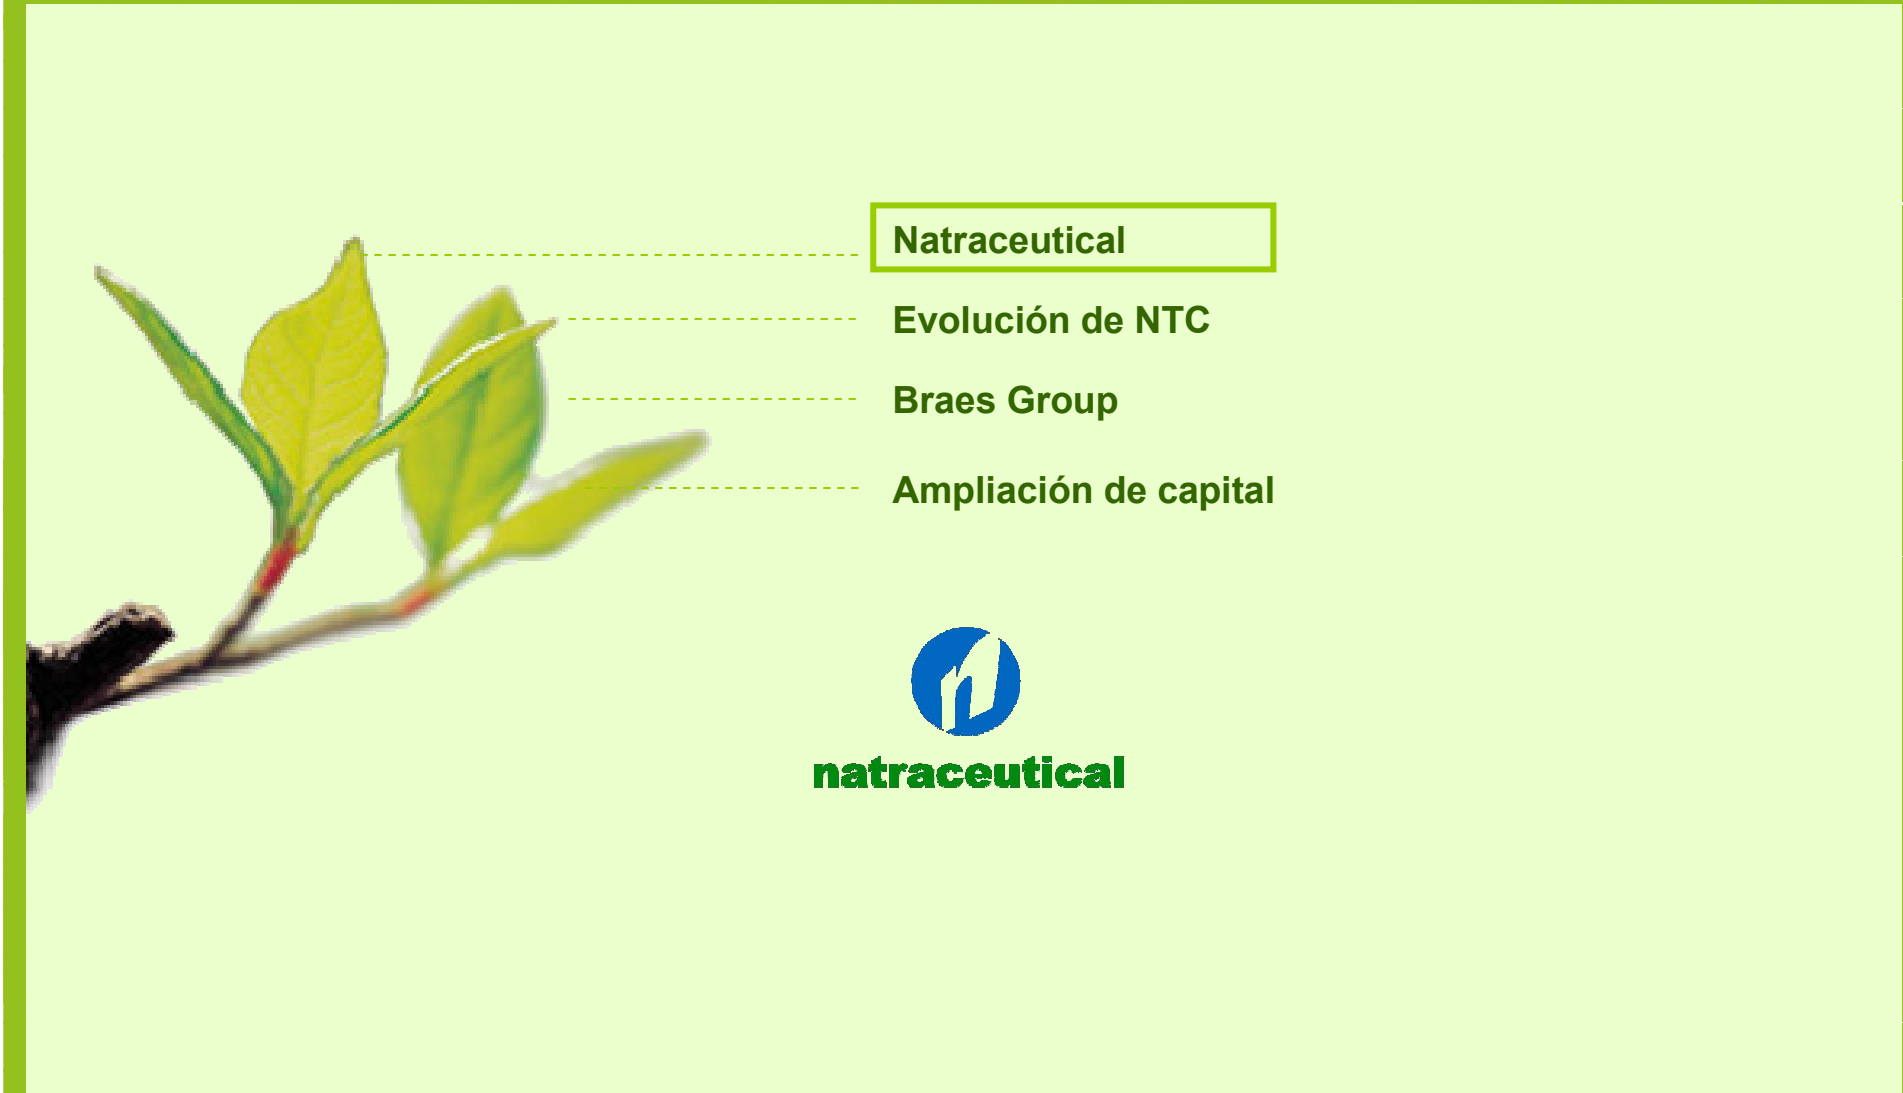 Natraceutical
Evolución de NTC
Braes Group
Ampliación de capital
natraceutical